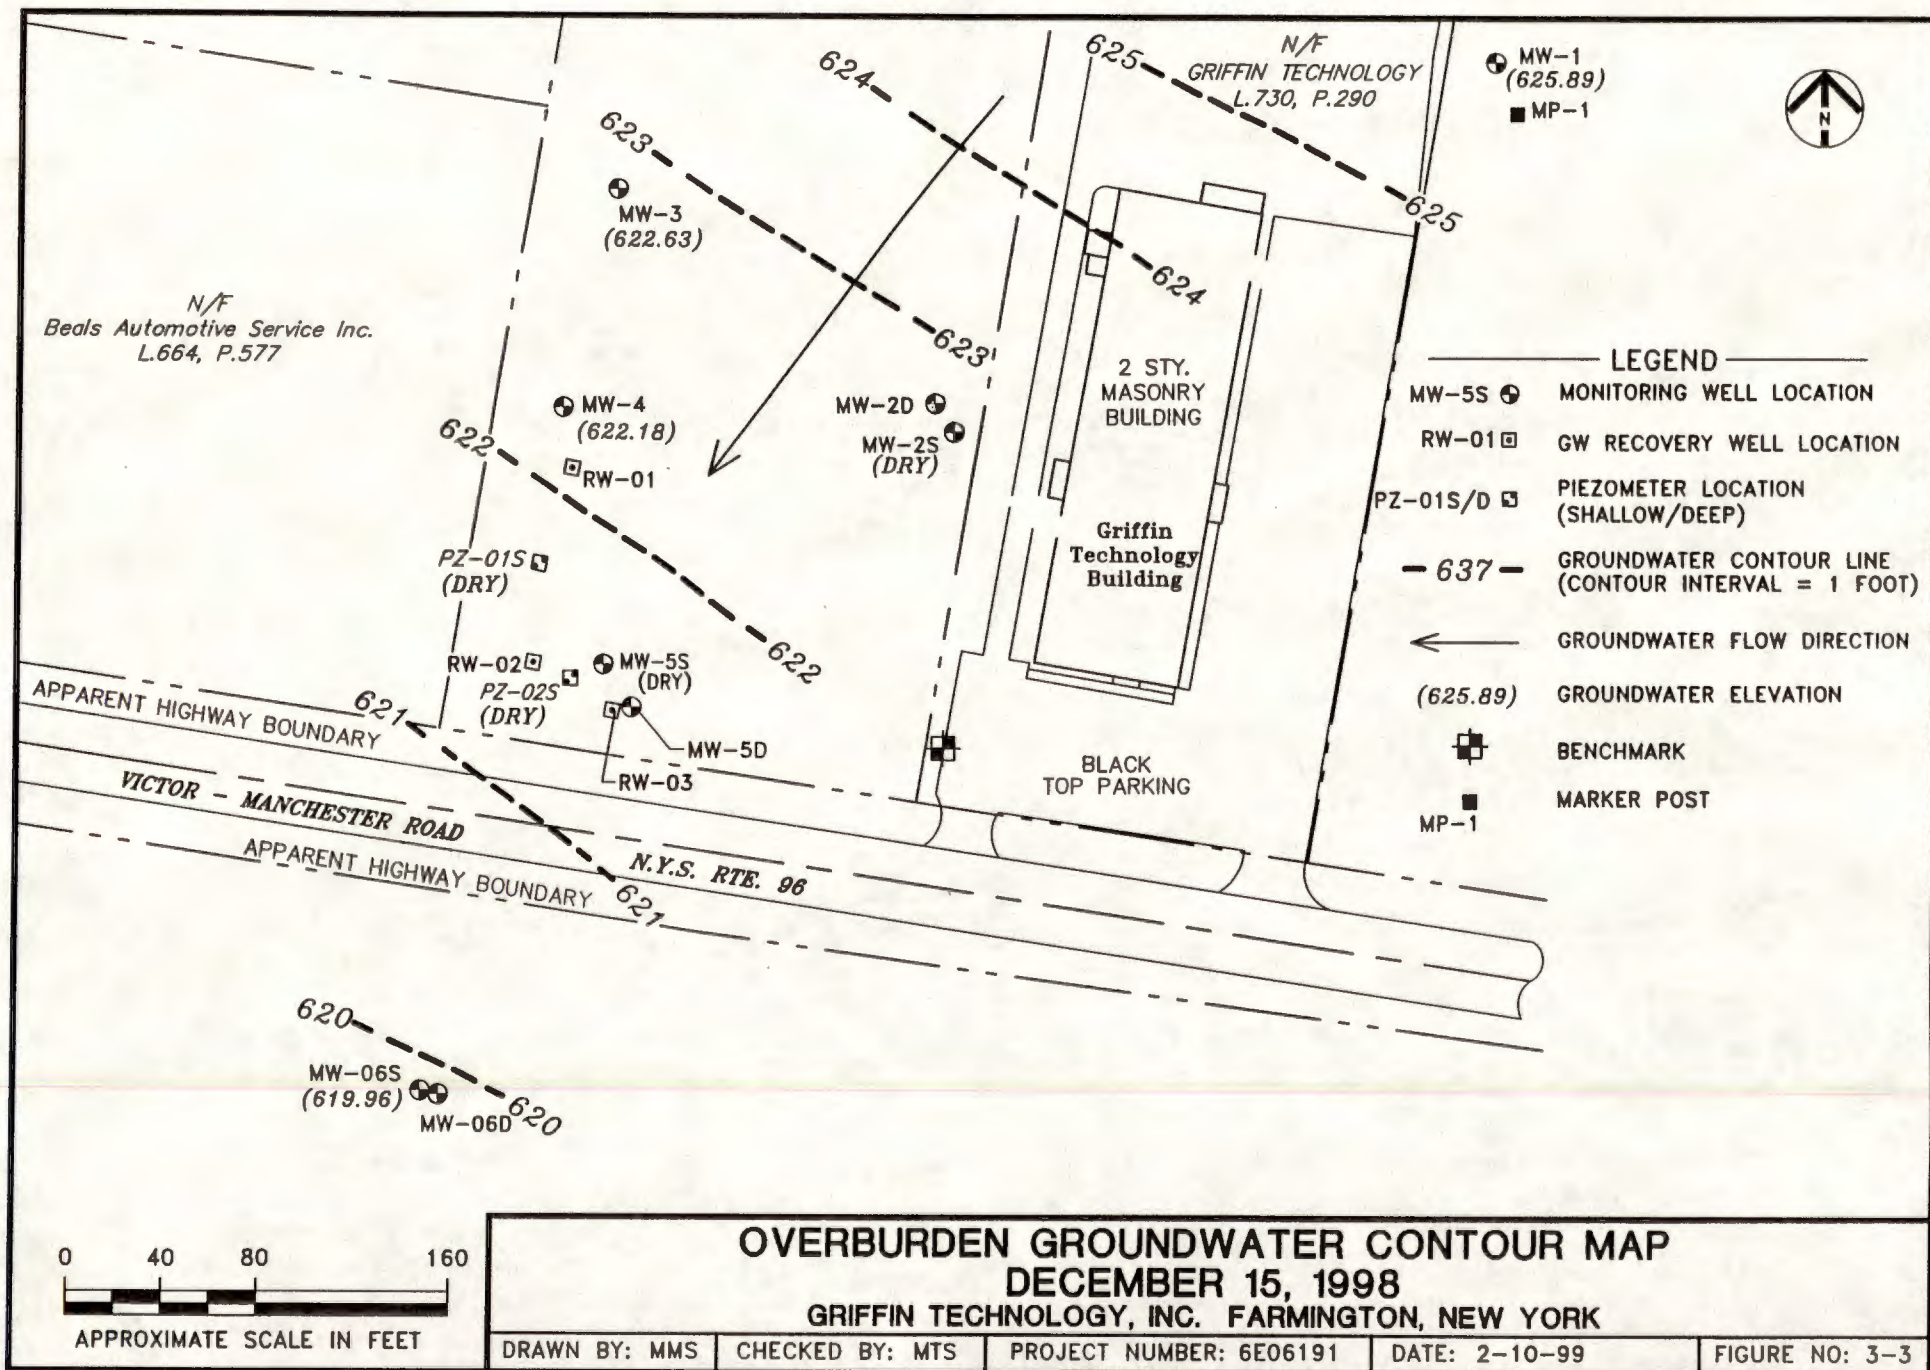 625
N/F
GRIFFIN TECHNOLOGY
L.730, P.290
MW-1
(625.89)
MP-1
N
624
623
MW-3
(622.63)
625
624
623
N/F
Beals Automotive Service Inc.
L.664, P.577
MW-4
(622.18)
RW-01
622
MW-2D
MW-2S
(DRY)
2 STY.
MASONRY
BUILDING
Griffin
Technology
Building
PZ-01S
(DRY)
622
RW-02
PZ-02S
(DRY)
MW-5S
(DRY)
MW-5D
RW-03
621
APPARENT HIGHWAY BOUNDARY
VICTOR - MANCHESTER ROAD
N.Y.S. RTE. 96
APPARENT HIGHWAY BOUNDARY
621
BLACK
TOP PARKING
620
MW-06S
(619.96)
MW-06D
620
LEGEND
MW-5S MONITORING WELL LOCATION
RW-01 GW RECOVERY WELL LOCATION
PZ-01S/D PIEZOMETER LOCATION
(SHALLOW/DEEP)
637 GROUNDWATER CONTOUR LINE
(CONTOUR INTERVAL = 1 FOOT)
GROUNDWATER FLOW DIRECTION
(625.89) GROUNDWATER ELEVATION
BENCHMARK
MARKER POST
MP-1
0 40 80 160
APPROXIMATE SCALE IN FEET
OVERBURDEN GROUNDWATER CONTOUR MAP
DECEMBER 15, 1998
GRIFFIN TECHNOLOGY, INC. FARMINGTON, NEW YORK
DRAWN BY: MMS
CHECKED BY: MTS
PROJECT NUMBER: 6E06191
DATE: 2-10-99
FIGURE NO: 3-3